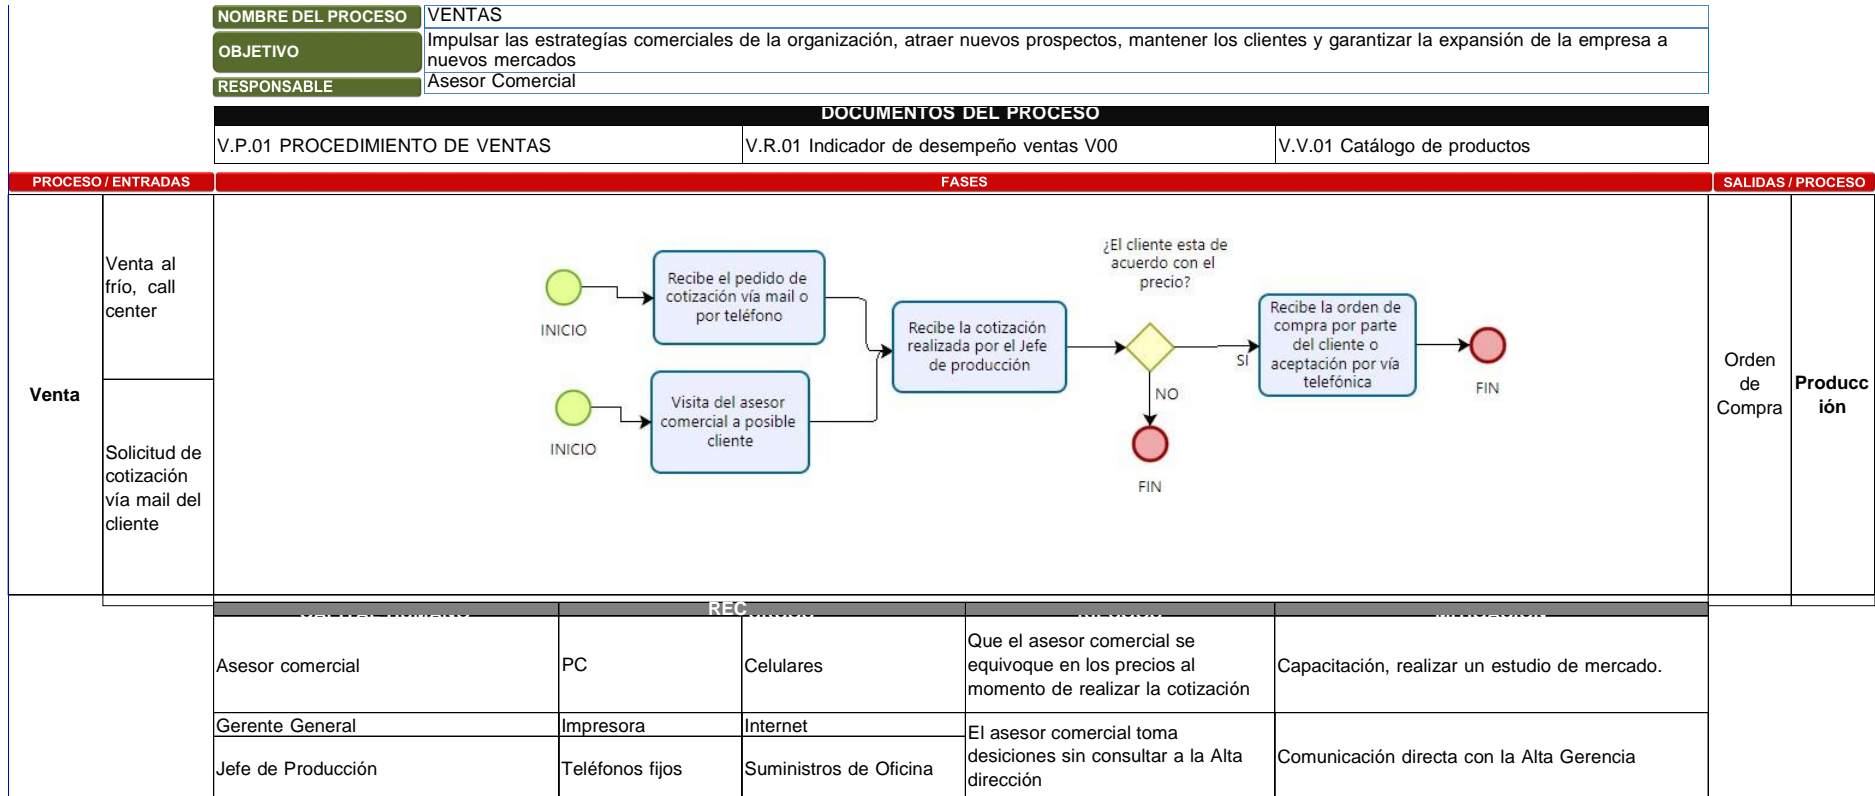 NOMBRE DEL PROCESO VENTAS
OBJETIVO
Impulsar las estrategías comerciales de la organización, atraer nuevos prospectos, mantener los clientes y garantizar la expansión de la empresa a
nuevos mercados
RESPONSABLE Asesor Comercial
DOCUMENTOS DEL PROCESO
V.P.01 PROCEDIMIENTO DE VENTAS
V.R.01 Indicador de desempeño ventas V00
V.V.01 Catálogo de productos
PROCESO / ENTRADAS
FASES
SALIDAS / PROCESO
Venta
Venta al
frío, call
center
Solicitud de
cotización
vía mail del
cliente
INICIO
Recibe el pedido de
cotización vía mail o
por teléfono
INICIO
Visita del asesor
comercial a posible
cliente
Recibe la cotización
realizada por el Jefe
de producción
¿El cliente esta de
acuerdo con el
precio?
SI
NO
FIN
Recibe la orden de
compra por parte
del cliente o
aceptación por vía
telefónica
FIN
Orden
de
Compra
Producc
ión
REC
Asesor comercial
PC
Celulares
Que el asesor comercial se
equivoque en los precios al
momento de realizar la cotización
Capacitación, realizar un estudio de mercado.
Gerente General
Impresora
Internet
El asesor comercial toma
desiciones sin consultar a la Alta
dirección
Comunicación directa con la Alta Gerencia
Jefe de Producción
Teléfonos fijos
Suministros de Oficina